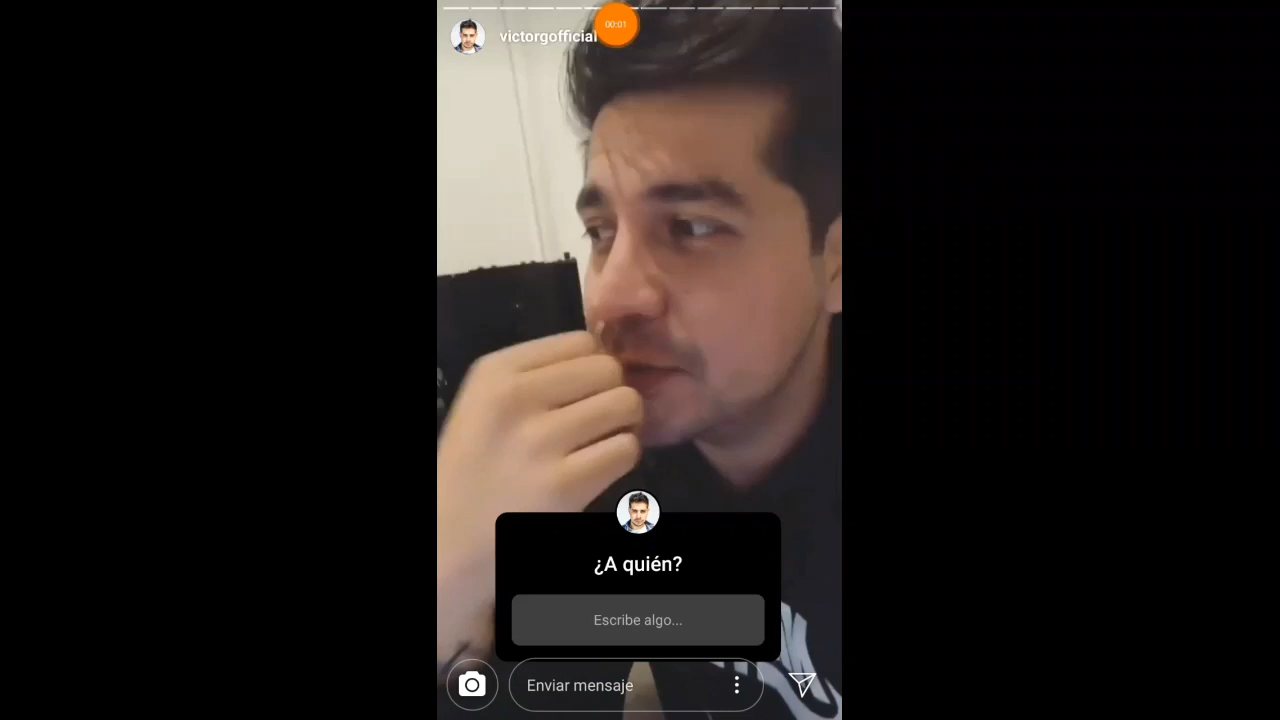 victorgofficial
00:01
¿A quién?
Escribe algo...
Enviar mensaje